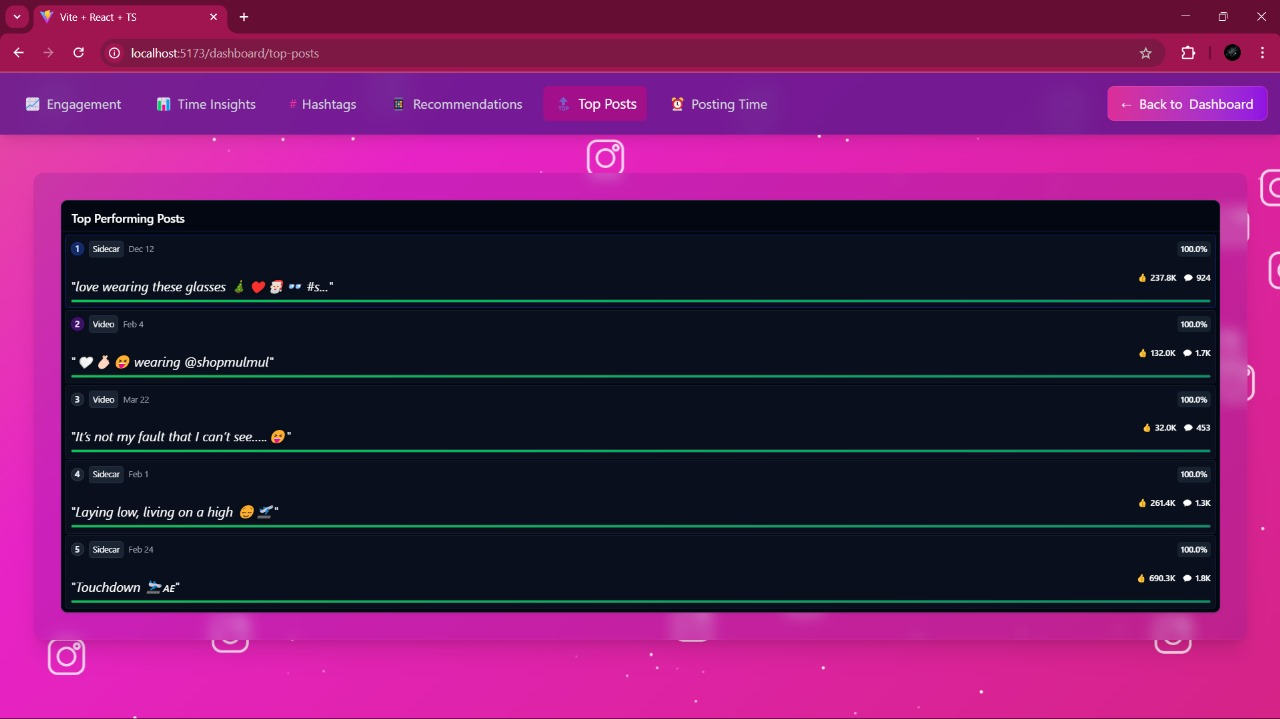 Vite + React + TS
localhost:5173/dashboard/top-posts
📈 Engagement 📊 Time Insights # Hashtags Recommendations 🔝 Top Posts ⏰ Posting Time ← Back to Dashboard
Top Performing Posts
1 Sidecar Dec 12 100.0%
"love wearing these glasses 🎄 ❤️ 🎅🏻 👓 #s..." 👍 237.8K 💬 924
2 Video Feb 4 100.0%
"🤍🫰🏻😝 wearing @shopmulmul" 👍 132.0K 💬 1.7K
3 Video Mar 22 100.0%
"It's not my fault that I can't see..... 😝" 👍 32.0K 💬 453
4 Sidecar Feb 1 100.0%
"Laying low, living on a high 😴 🛫" 👍 261.4K 💬 1.3K
5 Sidecar Feb 24 100.0%
"Touchdown 🛬 AE" 👍 690.3K 💬 1.8K